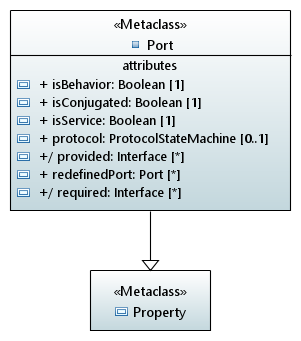 «Metaclass»
Port
attributes
+ isBehavior: Boolean [1]
+ isConjugated: Boolean [1]
+ isService: Boolean [1]
+ protocol: ProtocolStateMachine [0..1]
+/ provided: Interface [*]
+ redefinedPort: Port [*]
+/ required: Interface [*]
«Metaclass»
Property